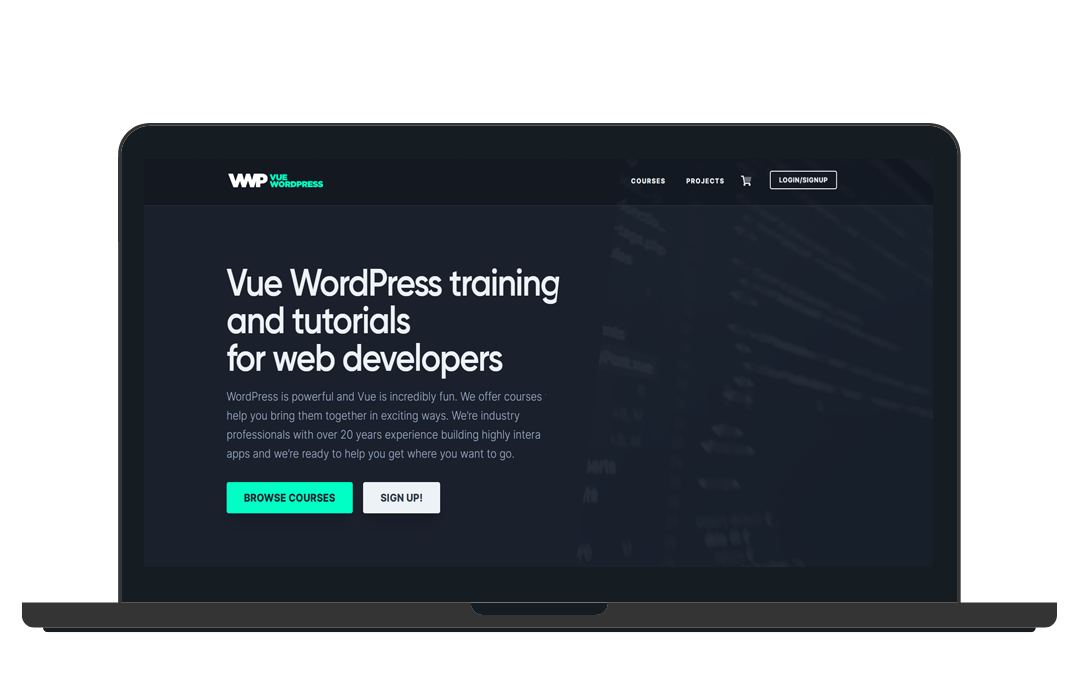 VWP VUE
WORDPRESS
COURSES PROJECTS LOGIN/SIGNUP
Vue WordPress training
and tutorials
for web developers
WordPress is powerful and Vue is incredibly fun. We offer courses
help you bring them together in exciting ways. We're industry
professionals with over 20 years experience building highly intera
apps and we're ready to help you get where you want to go.
BROWSE COURSES SIGN UP!